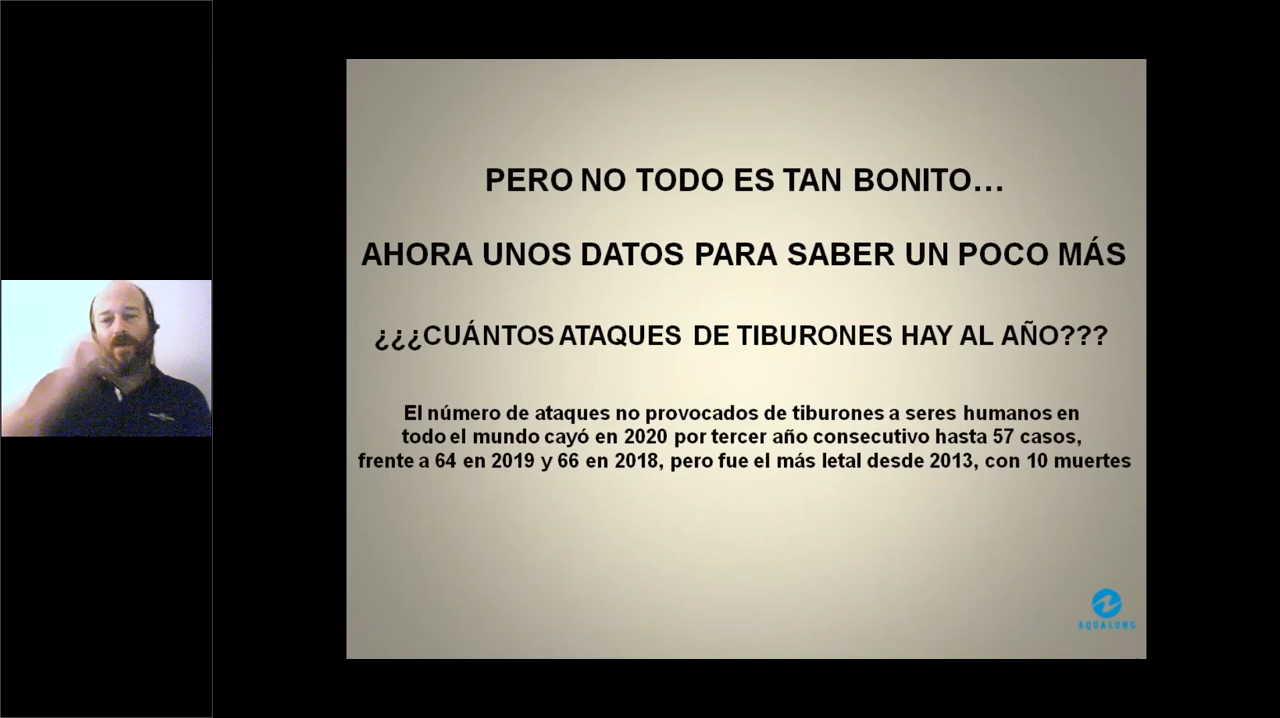 PERO NO TODO ES TAN BONITO…
AHORA UNOS DATOS PARA SABER UN POCO MÁS
¿¿¿CUÁNTOS ATAQUES DE TIBURONES HAY AL AÑO???
El número de ataques no provocados de tiburones a seres humanos en
todo el mundo cayó en 2020 por tercer año consecutivo hasta 57 casos,
frente a 64 en 2019 y 66 en 2018, pero fue el más letal desde 2013, con 10 muertes
AQUALUNG